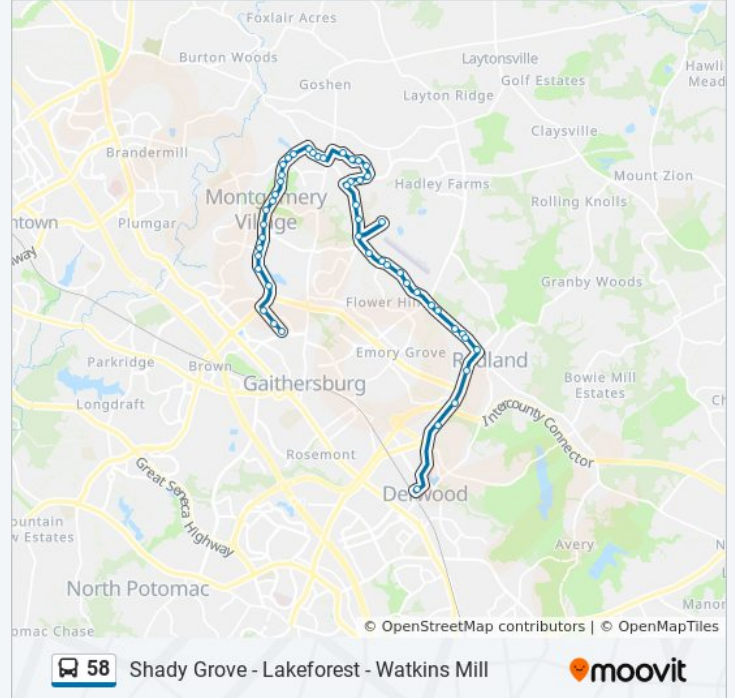 Foxlair Acres
Burton Woods
Laytonsville
Golf Estates
Hawli
Mead
Goshen
Layton Ridge
Claysville
Brandermill
Mount Zion
Hadley Farms
Montgomery
Village
Rolling Knolls
ntown
Plumgar
way
Granby Woods
Flower Hill
Emory Grove
Redland
Parkridge
Brown
Gaithersburg
Bowie Mill
Estates
Ch
Longdraft
Intercounty Connector
Rosemont
Great Seneca Highway
Derwood
ountain
w Estates
Avery
N
North Potomac
Manor
omac Chase
© OpenStreetMap contributors | © OpenMapTiles
58 Shady Grove - Lakeforest - Watkins Mill
moovit